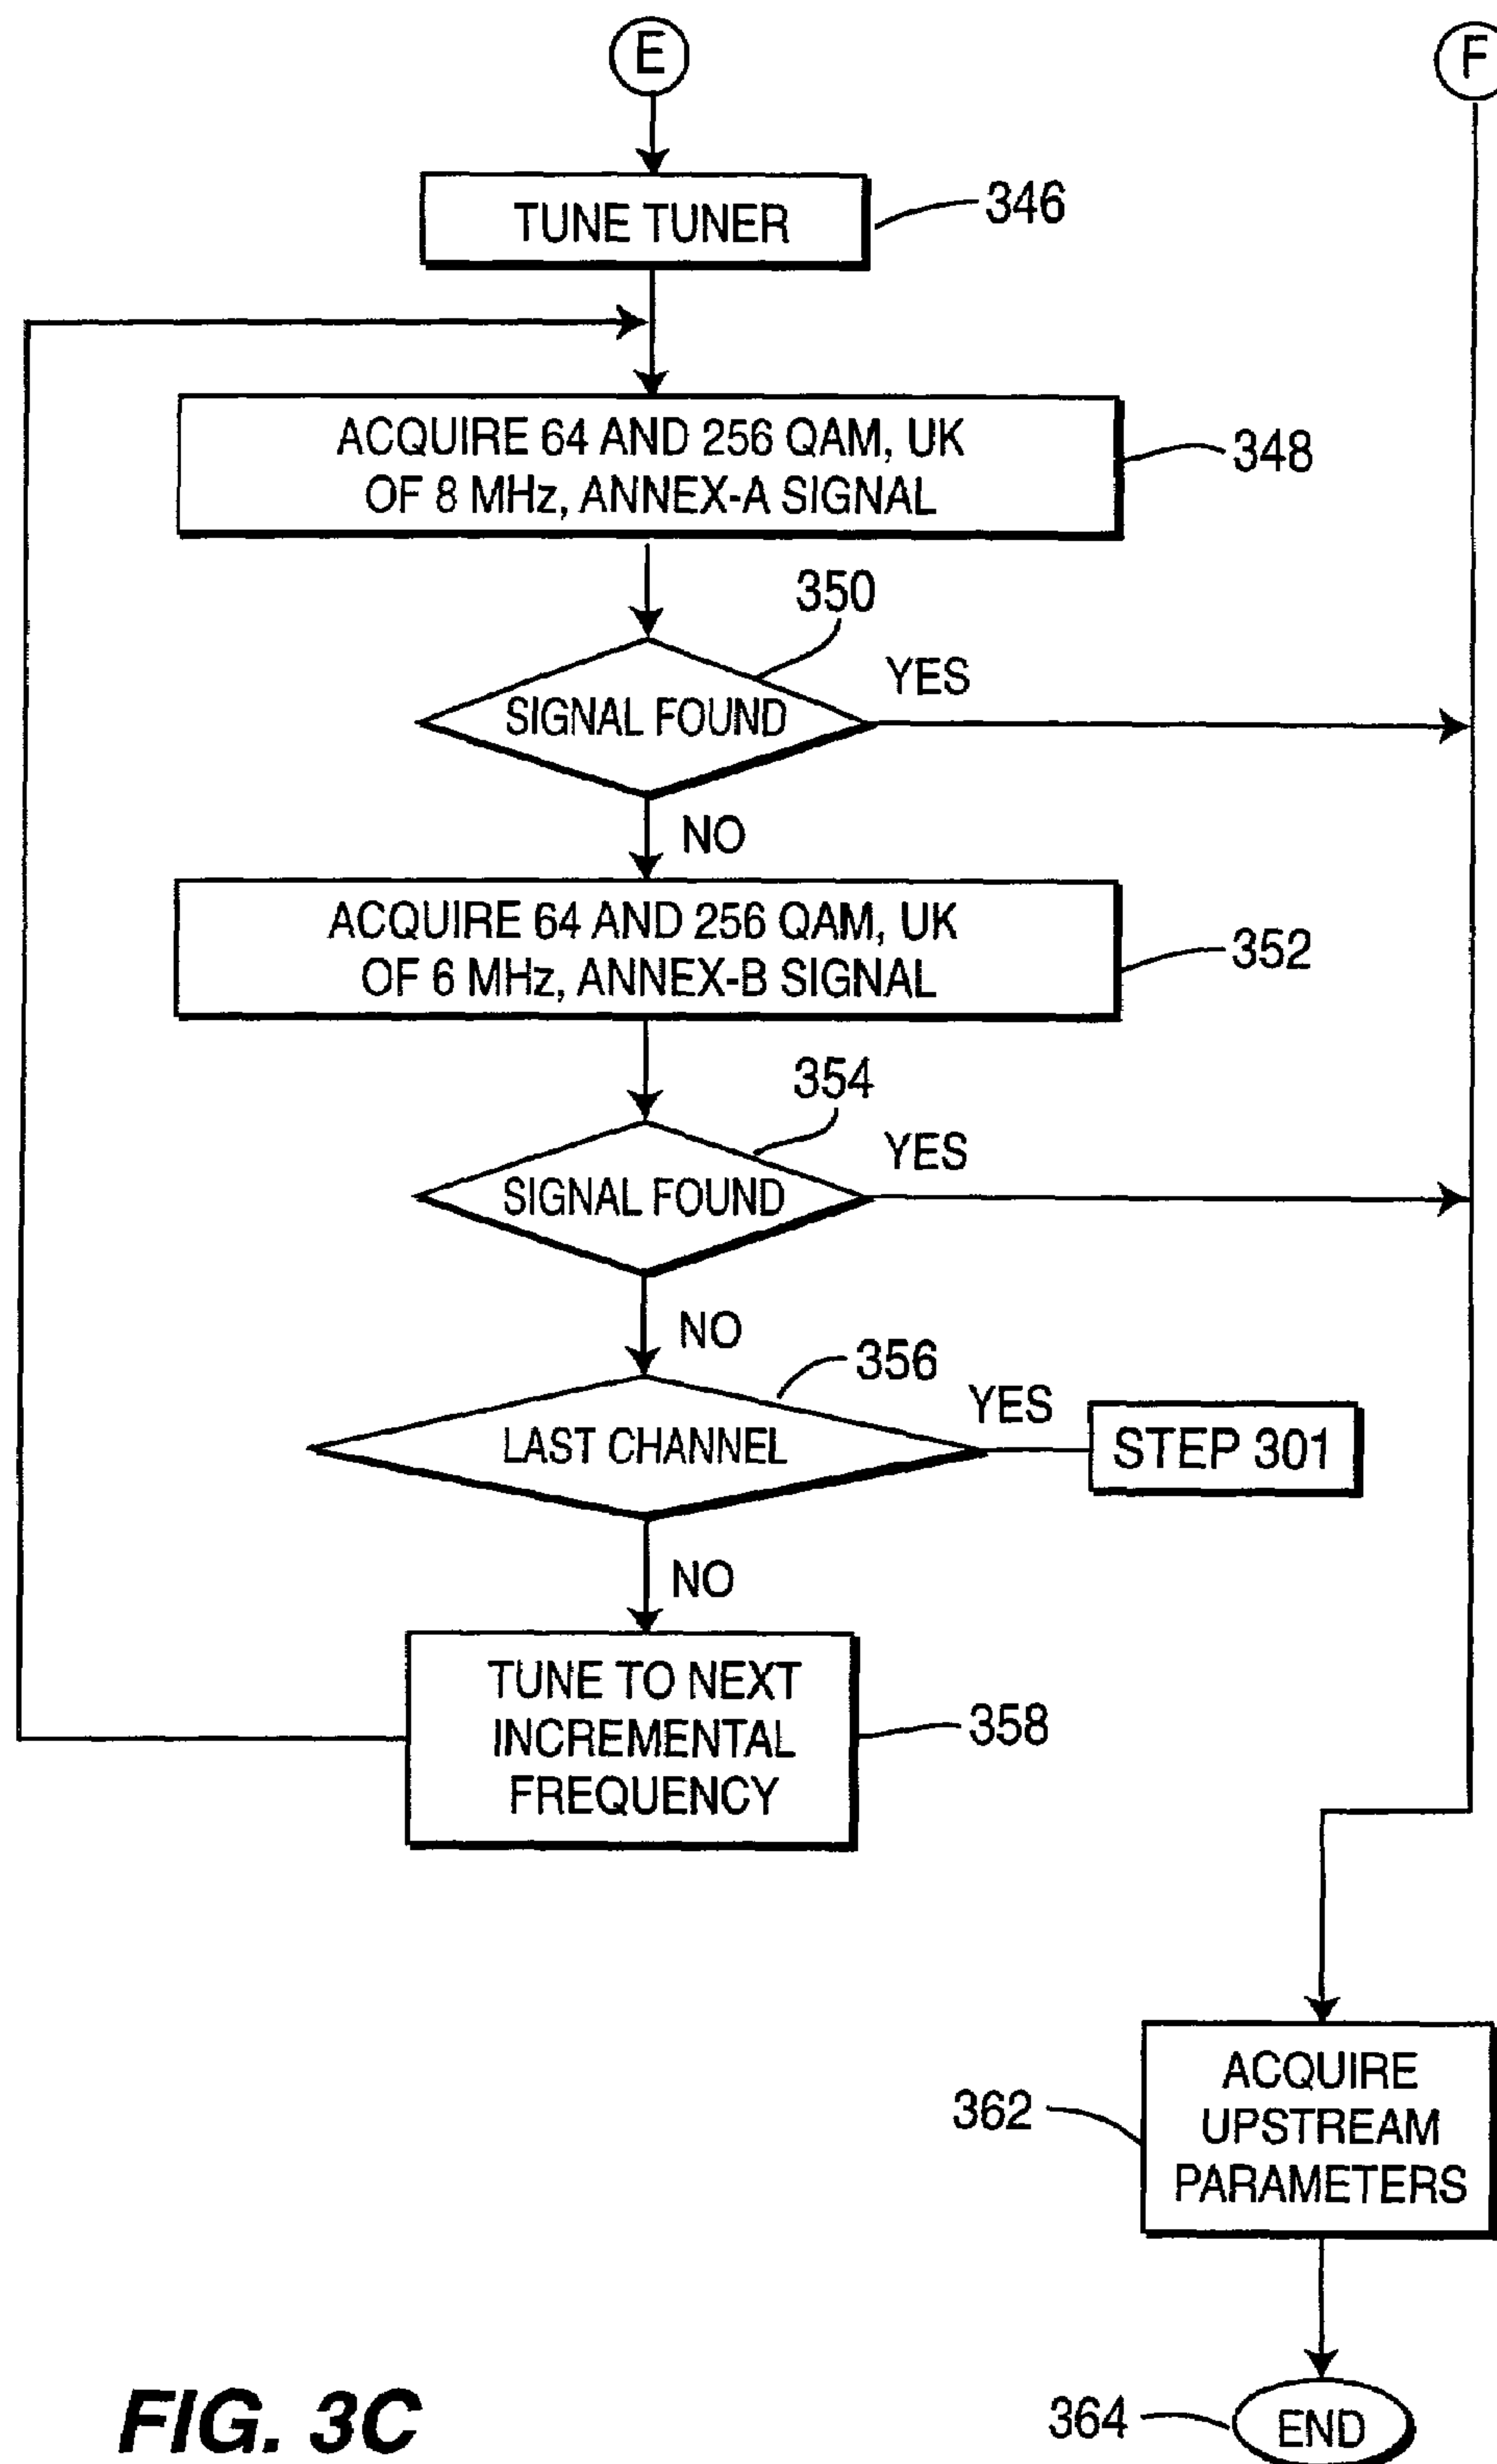 E
F
TUNE TUNER
346
ACQUIRE 64 AND 256 QAM, UK
OF 8 MHz, ANNEX-A SIGNAL
348
350
SIGNAL FOUND
YES
NO
ACQUIRE 64 AND 256 QAM, UK
OF 6 MHz, ANNEX-B SIGNAL
352
354
SIGNAL FOUND
YES
NO
356
LAST CHANNEL
YES
STEP 301
NO
TUNE TO NEXT
INCREMENTAL
FREQUENCY
358
ACQUIRE
UPSTREAM
PARAMETERS
362
364
END
FIG. 3C